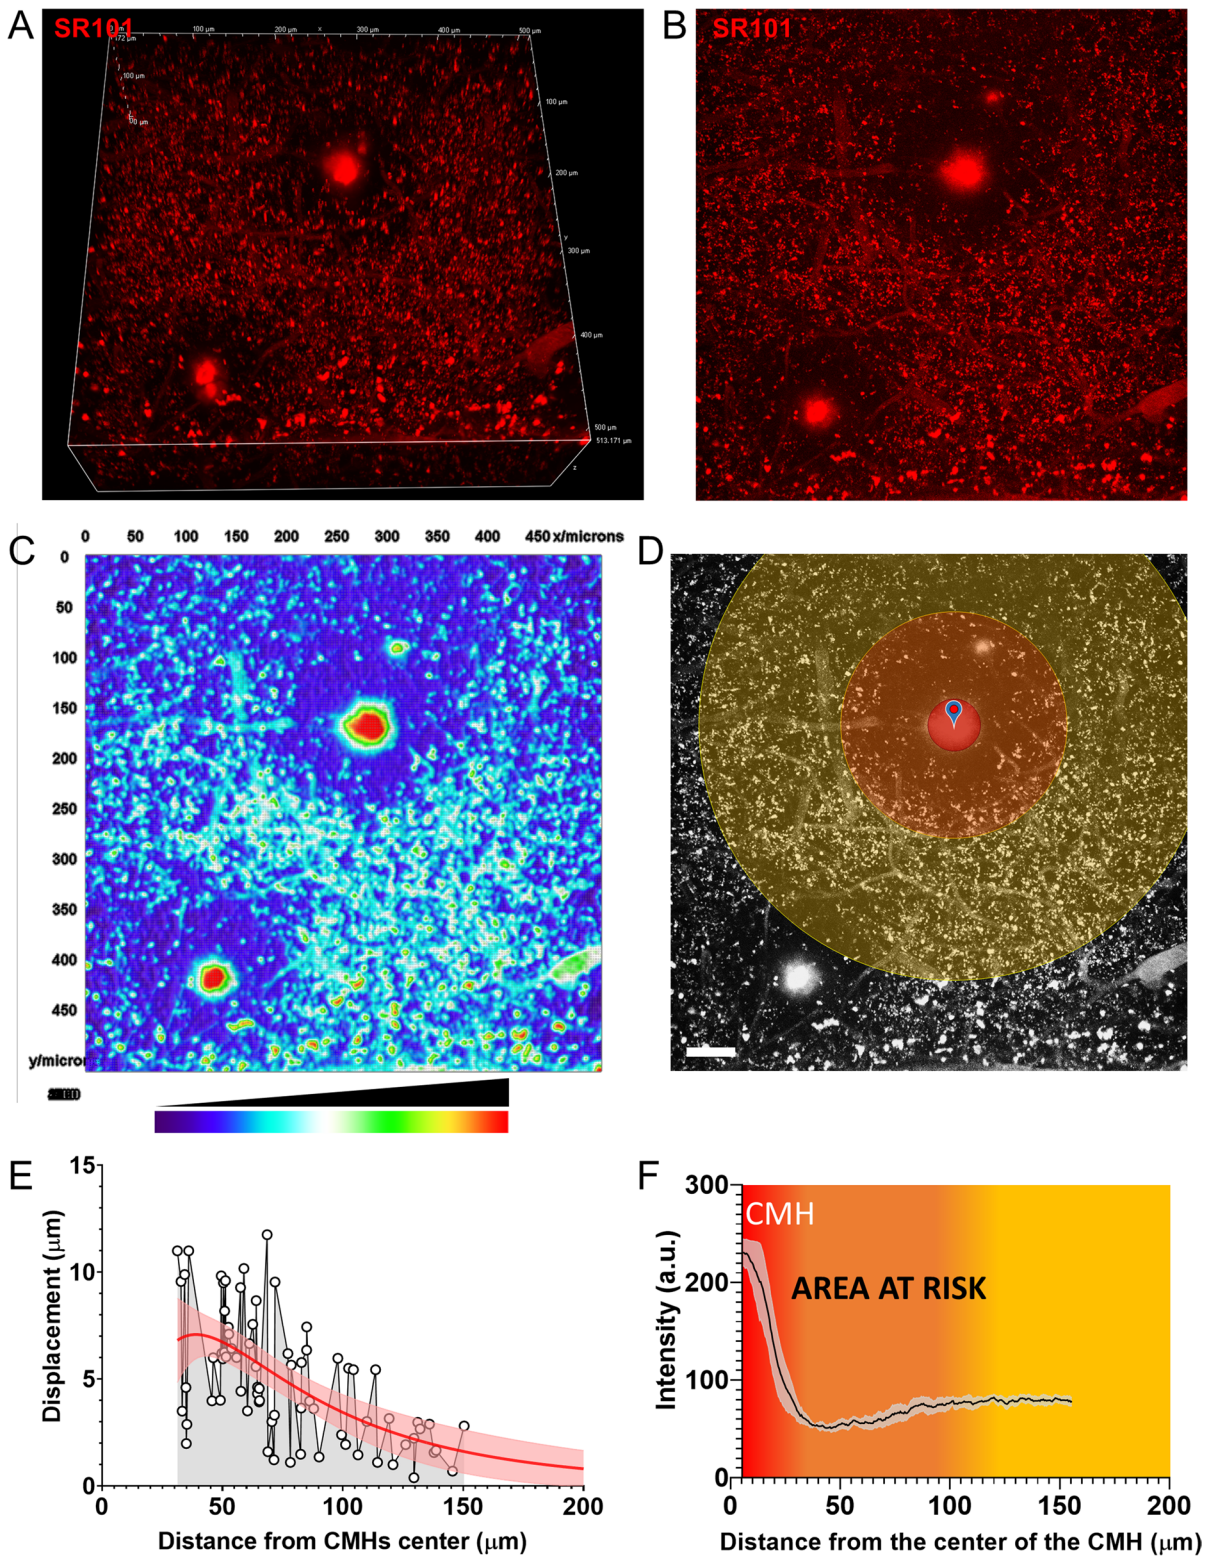 A
SR101
100 µm
x
200 µm
300 µm
400 µm
500 µm
100 µm
100 µm
200 µm
y
300 µm
400 µm
500 µm
513.171 µm
z
B
SR101
C
0 50 100 150 200 250 300 350 400 450 x/microns
0
50
100
150
200
250
300
350
400
450
D
E
Displacement (µm)
15
10
5
0
0 50 100 150 200
Distance from CMHs center (µm)
F
Intensity (a.u.)
300
200
100
0
CMH
AREA AT RISK
0 50 100 150 200
Distance from the center of the CMH (µm)